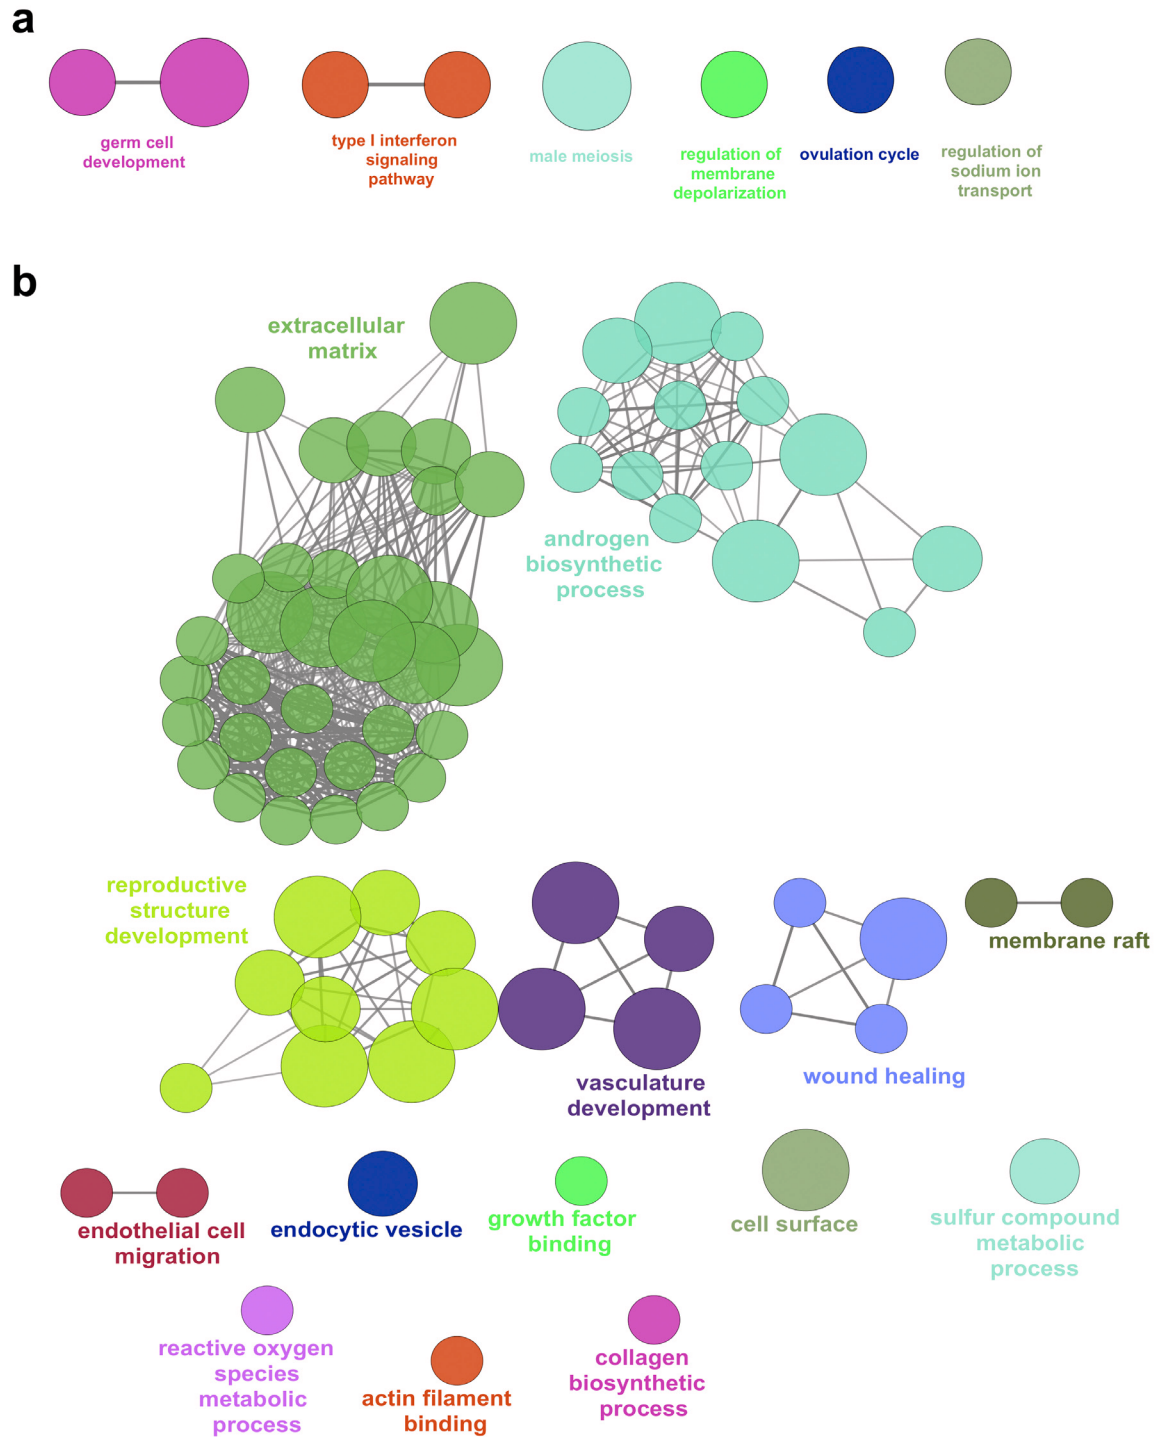 a
germ cell
development
type I interferon
signaling
pathway
male meiosis
regulation of
membrane
depolarization
ovulation cycle
regulation of
sodium ion
transport
b
extracellular
matrix
androgen
biosynthetic
process
reproductive
structure
development
vasculature
development
wound healing
membrane raft
endothelial cell
migration
endocytic vesicle
growth factor
binding
cell surface
sulfur compound
metabolic
process
reactive oxygen
species
metabolic
process
actin filament
binding
collagen
biosynthetic
process